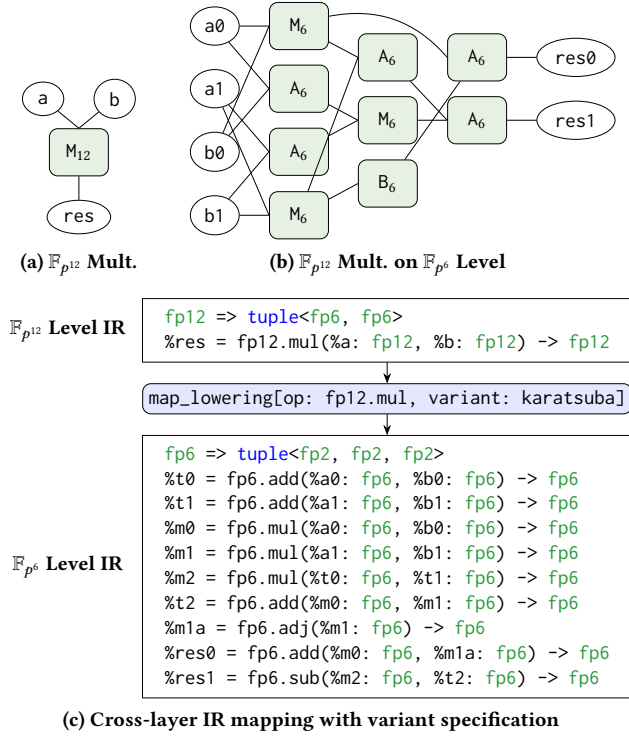 a0
M₆
a1
A₆
A₆
A₆
res0
a
b
A₆
M₆
A₆
res1
M₁₂
b0
B₆
res
b1
M₆
(a) 𝔽ₚ¹² Mult.
(b) 𝔽ₚ¹² Mult. on 𝔽ₚ⁶ Level
𝔽ₚ¹² Level IR
fp12 => tuple<fp6, fp6>
%res = fp12.mul(%a: fp12, %b: fp12) -> fp12
map_lowering[op: fp12.mul, variant: karatsuba]
𝔽ₚ⁶ Level IR
fp6 => tuple<fp2, fp2, fp2>
%t0 = fp6.add(%a0: fp6, %b0: fp6) -> fp6
%t1 = fp6.add(%a1: fp6, %b1: fp6) -> fp6
%m0 = fp6.mul(%a0: fp6, %b0: fp6) -> fp6
%m1 = fp6.mul(%a1: fp6, %b1: fp6) -> fp6
%m2 = fp6.mul(%t0: fp6, %t1: fp6) -> fp6
%t2 = fp6.add(%m0: fp6, %m1: fp6) -> fp6
%m1a = fp6.adj(%m1: fp6) -> fp6
%res0 = fp6.add(%m0: fp6, %m1a: fp6) -> fp6
%res1 = fp6.sub(%m2: fp6, %t2: fp6) -> fp6
(c) Cross-layer IR mapping with variant specification